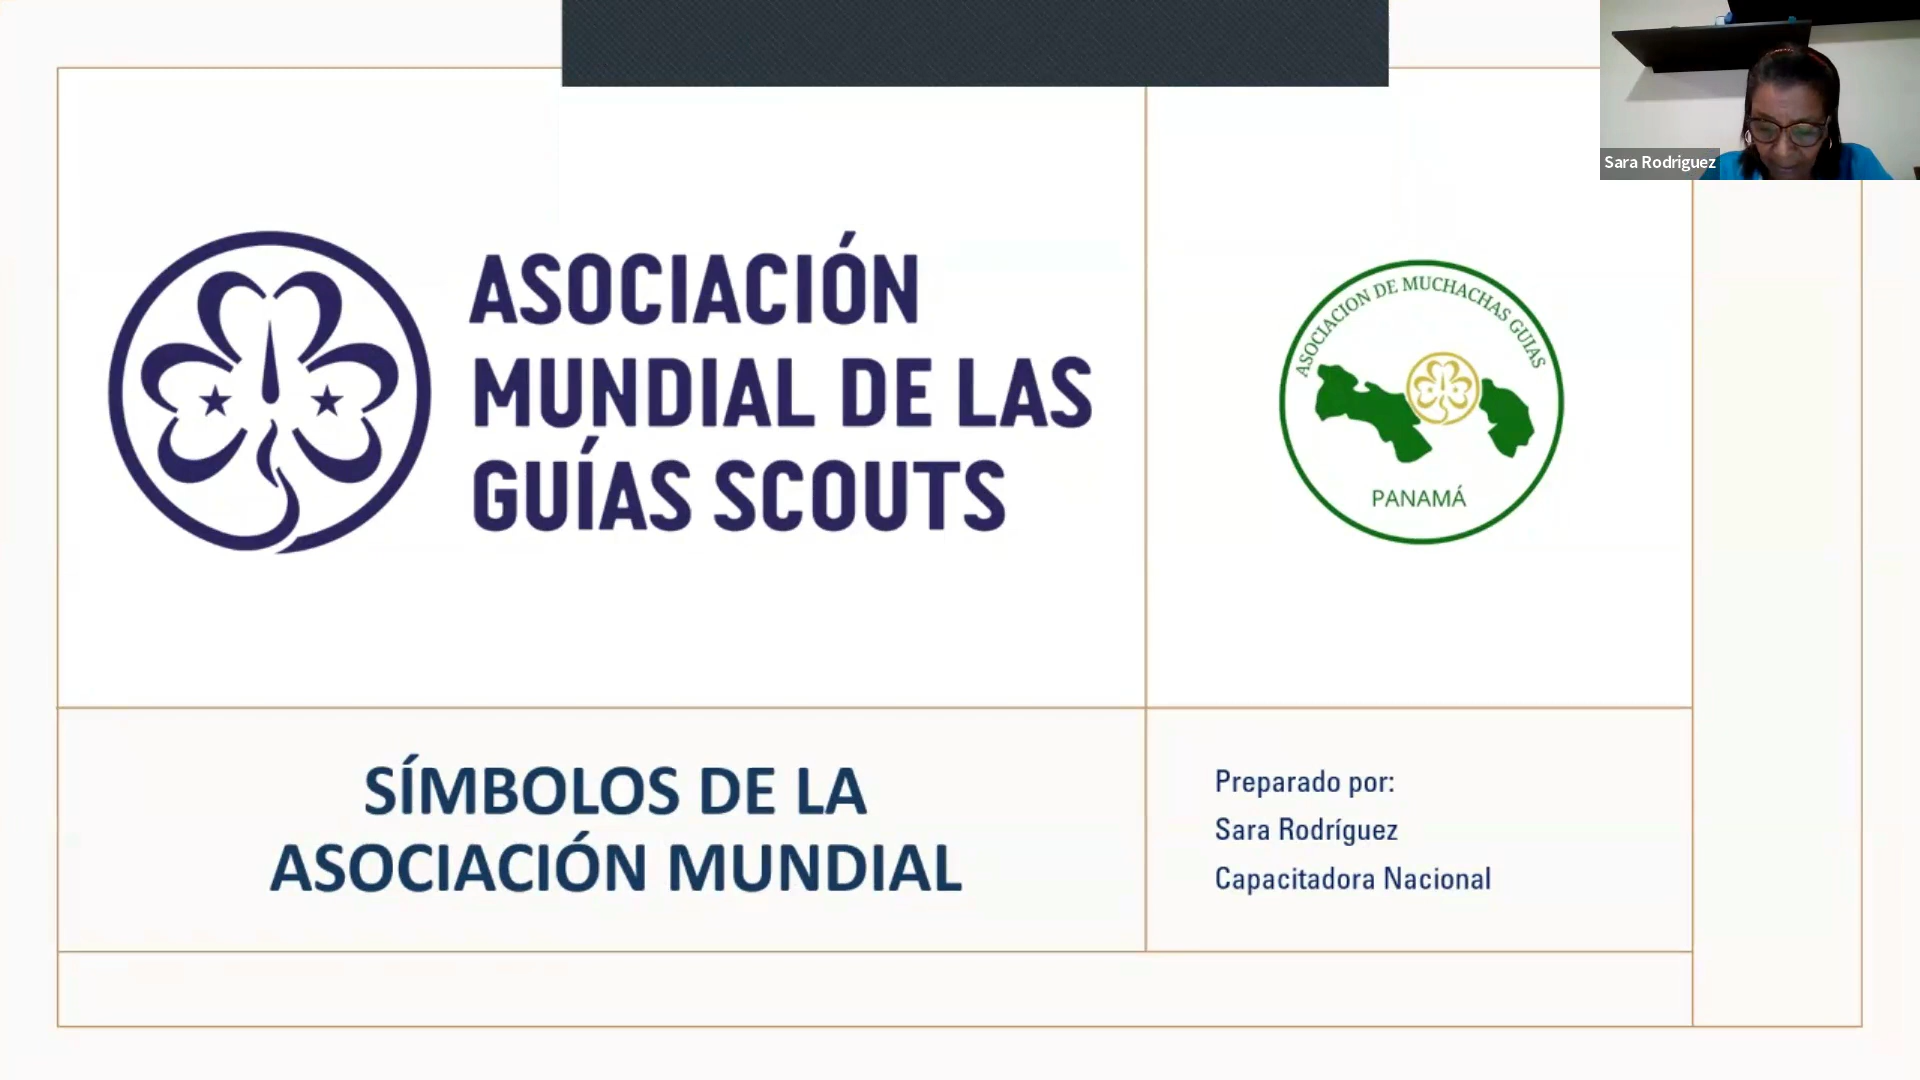 ASOCIACIÓN
MUNDIAL DE LAS
GUÍAS SCOUTS
ASOCIACION DE MUCHACHAS GUIAS
PANAMÁ
Sara Rodriguez
SÍMBOLOS DE LA
ASOCIACIÓN MUNDIAL
Preparado por:
Sara Rodríguez
Capacitadora Nacional